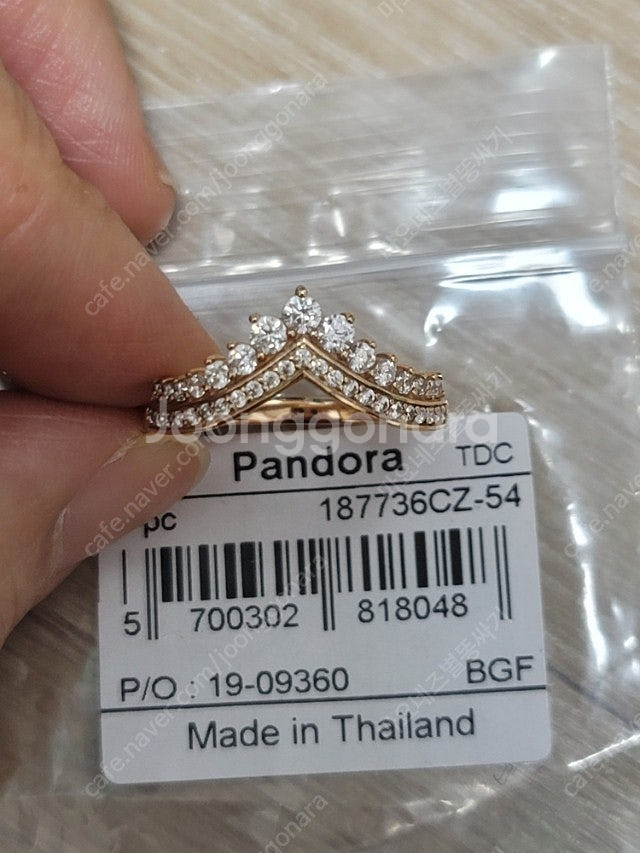 Joonggonara
Pandora TDC
pc 187736CZ-54
5 700302 818048
P/O : 19-09360 BGF
Made in Thailand
cafe.naver.com/joonggonara